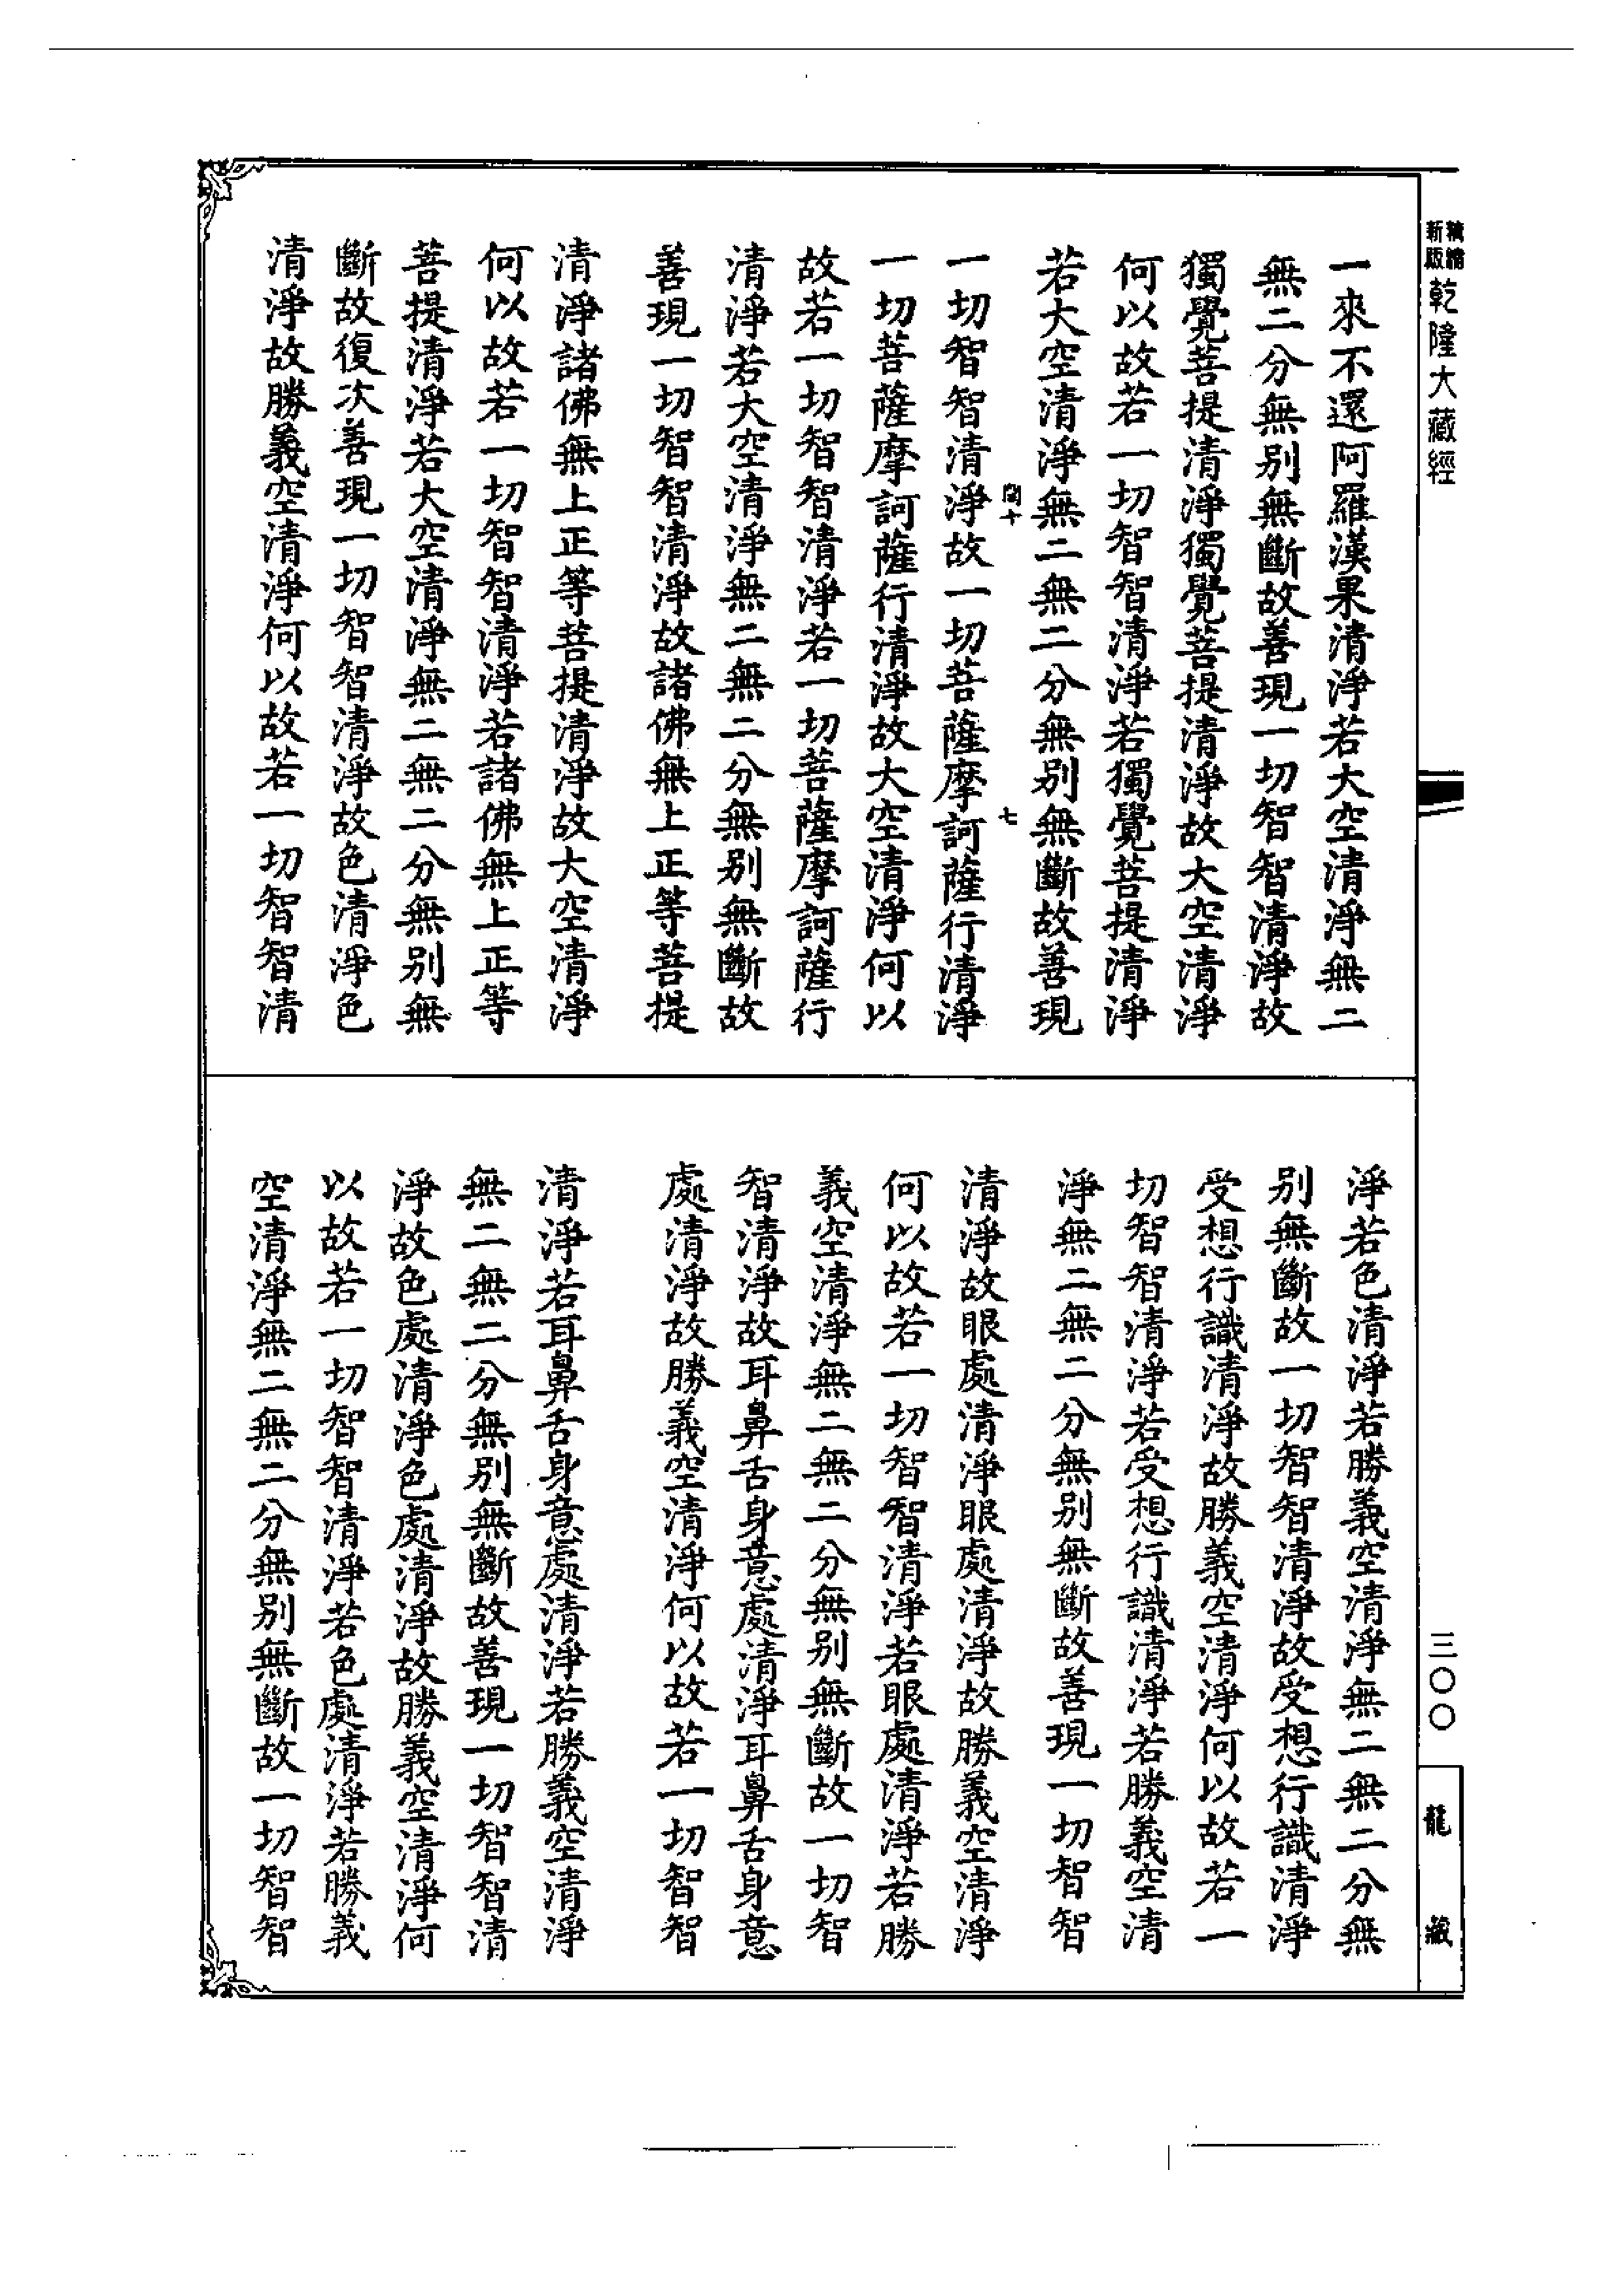 精縮新版乾隆大藏經
一來不還阿羅漢果清淨若大空清淨無二
無二分無別無斷故善現一切智智清淨故
獨覺菩提清淨獨覺菩提清淨故大空清淨
何以故若一切智智清淨若獨覺菩提清淨
若大空清淨無二無二分無別無斷故善現
七
一切智智清淨故一切菩薩摩訶薩行清淨
一切菩薩摩訶薩行清淨故大空清淨何以
故若一切智智清淨若一切菩薩摩訶薩行
清淨若大空清淨無二無二分無別無斷故
善現一切智智清淨故諸佛無上正等菩提
清淨諸佛無上正等菩提清淨故大空清淨
何以故若一切智智清淨若諸佛無上正等
菩提清淨若大空清淨無二無二分無別無
斷故復次善現一切智智清淨故色清淨色
清淨故勝義空清淨何以故若一切智智清
淨若色清淨若勝義空清淨無二無二分無
別無斷故一切智智清淨故受想行識清淨
受想行識清淨故勝義空清淨何以故若一
切智智清淨若受想行識清淨若勝義空清
淨無二無二分無別無斷故善現一切智智
清淨故眼處清淨眼處清淨故勝義空清淨
何以故若一切智智清淨若眼處清淨若勝
義空清淨無二無二分無別無斷故一切智
智清淨故耳鼻舌身意處清淨耳鼻舌身意
處清淨故勝義空清淨何以故若一切智智
清淨若耳鼻舌身意處清淨若勝義空清淨
無二無二分無別無斷故善現一切智智清
淨故色處清淨色處清淨故勝義空清淨何
以故若一切智智清淨若色處清淨若勝義
空清淨無二無二分無別無斷故一切智智
三〇〇
龍藏